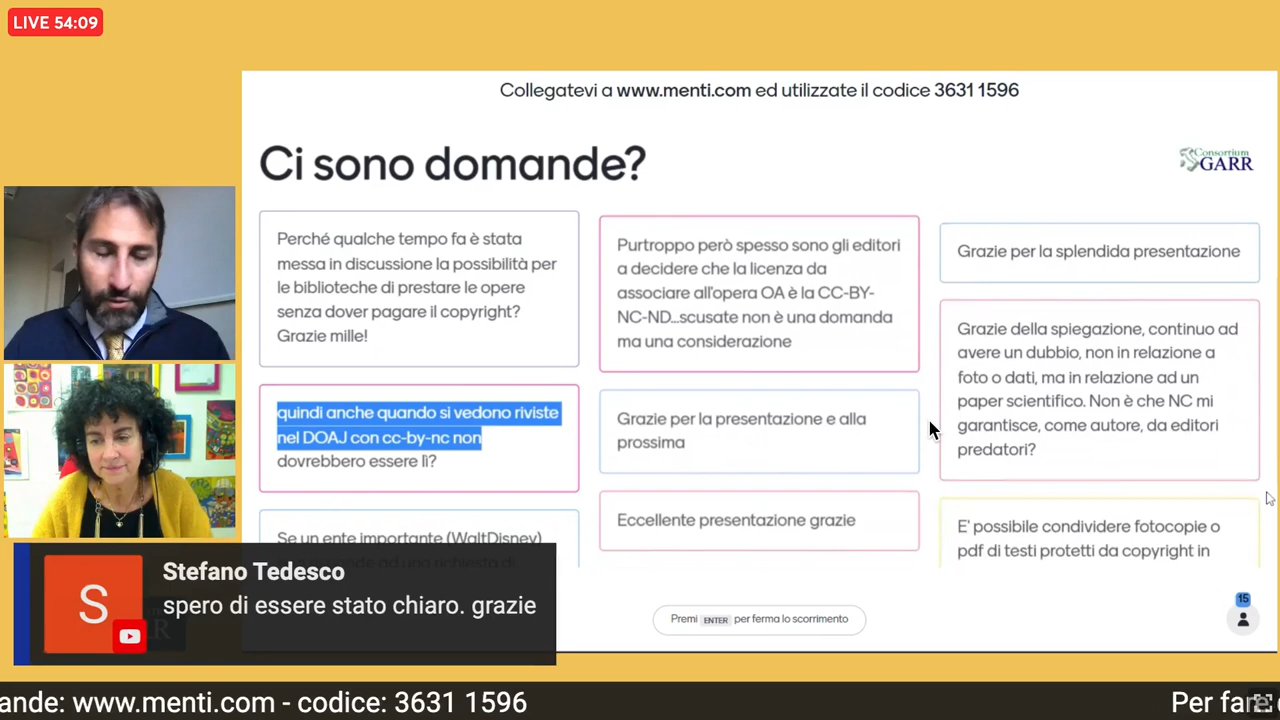 LIVE 54:09
Collegatevi a www.menti.com ed utilizzate il codice 3631 1596
Ci sono domande?
Consortium
GARR
Perché qualche tempo fa è stata
messa in discussione la possibilità per
le biblioteche di prestare le opere
senza dover pagare il copyright?
Grazie mille!
quindi anche quando si vedono riviste
nel DOAJ con cc-by-nc non
dovrebbero essere lì?
Se un ente importante (WaltDisney)
Purtroppo però spesso sono gli editori
a decidere che la licenza da
associare all'opera OA è la CC-BY-
NC-ND...scusate non è una domanda
ma una considerazione
Grazie per la presentazione e alla
prossima
Eccellente presentazione grazie
Grazie per la splendida presentazione
Grazie della spiegazione, continuo ad
avere un dubbio, non in relazione a
foto o dati, ma in relazione ad un
paper scientifico. Non è che NC mi
garantisce, come autore, da editori
predatori?
E' possibile condividere fotocopie o
pdf di testi protetti da copyright in
S
Stefano Tedesco
spero di essere stato chiaro. grazie
Premi ENTER per ferma lo scorrimento
15
ande: www.menti.com - codice: 3631 1596
Per fare